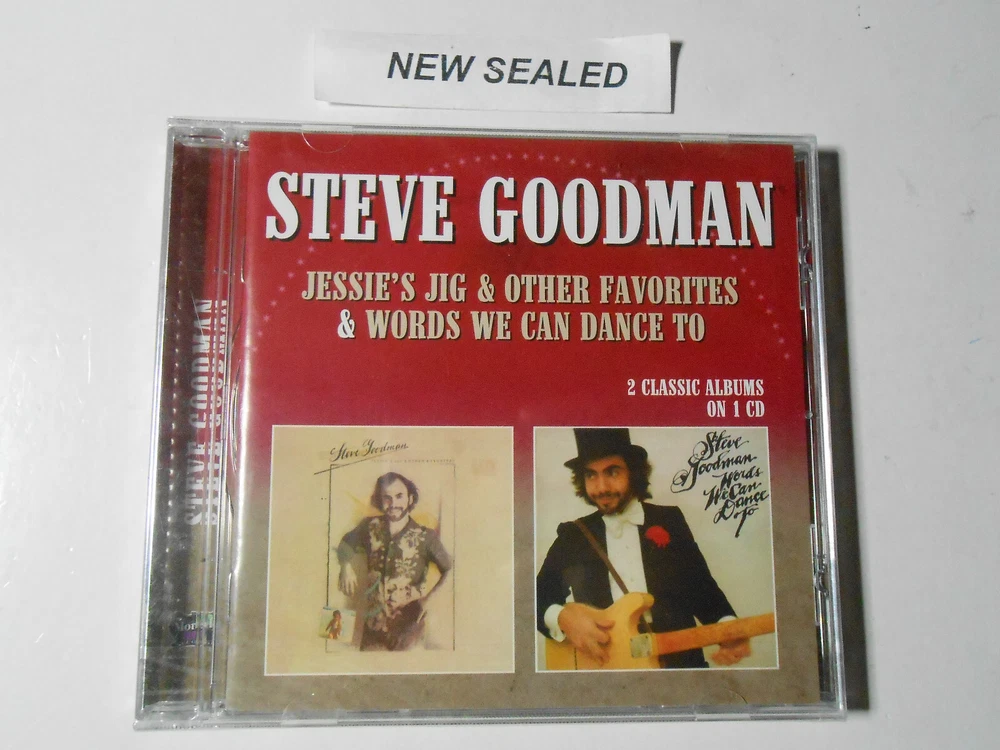 NEW SEALED
STEVE GOODMAN
JESSIE'S JIG & OTHER FAVORITES
& WORDS WE CAN DANCE TO
2 CLASSIC ALBUMS
ON 1 CD
STEVE GOODMAN
Steve Goodman
Steve
Goodman
Words
We Can
Dance
To